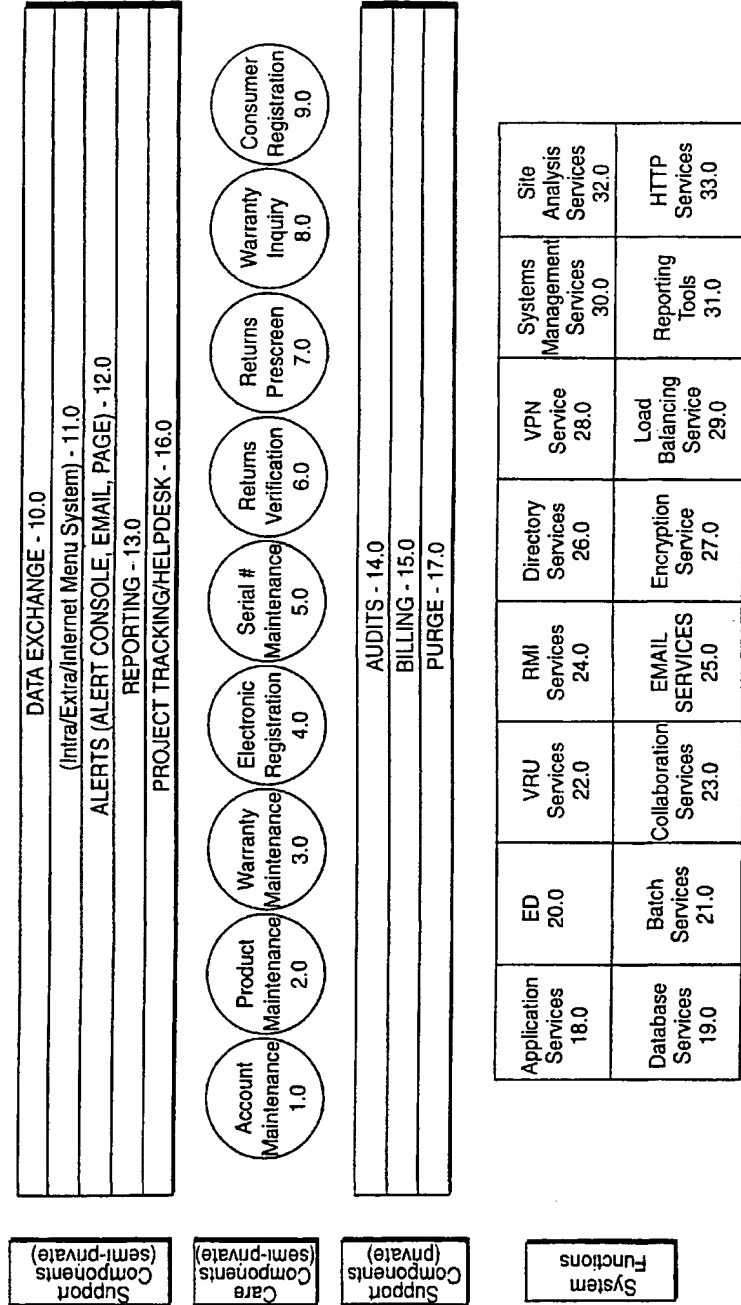 Support
Components
(semi-private)
DATA EXCHANGE - 10.0
(Intra/Extra/Internet Menu System) - 11.0
ALERTS (ALERT CONSOLE, EMAIL, PAGE) - 12.0
REPORTING - 13.0
PROJECT TRACKING/HELPDESK - 16.0
Care
Components
(semi-private)
Account
Maintenance
1.0
Product
Maintenance
2.0
Warranty
Maintenance
3.0
Electronic
Registration
4.0
Serial #
Maintenance
5.0
Returns
Verification
6.0
Returns
Prescreen
7.0
Warranty
Inquiry
8.0
Consumer
Registration
9.0
Support
Components
(private)
AUDITS - 14.0
BILLING - 15.0
PURGE - 17.0
System
Functions
Application
Services
18.0
ED
20.0
VRU
Services
22.0
RMI
Services
24.0
Directory
Services
26.0
VPN
Service
28.0
Systems
Management
Services
30.0
Site
Analysis
Services
32.0
Database
Services
19.0
Batch
Services
21.0
Collaboration
Services
23.0
EMAIL
SERVICES
25.0
Encryption
Service
27.0
Load
Balancing
Service
29.0
Reporting
Tools
31.0
HTTP
Services
33.0